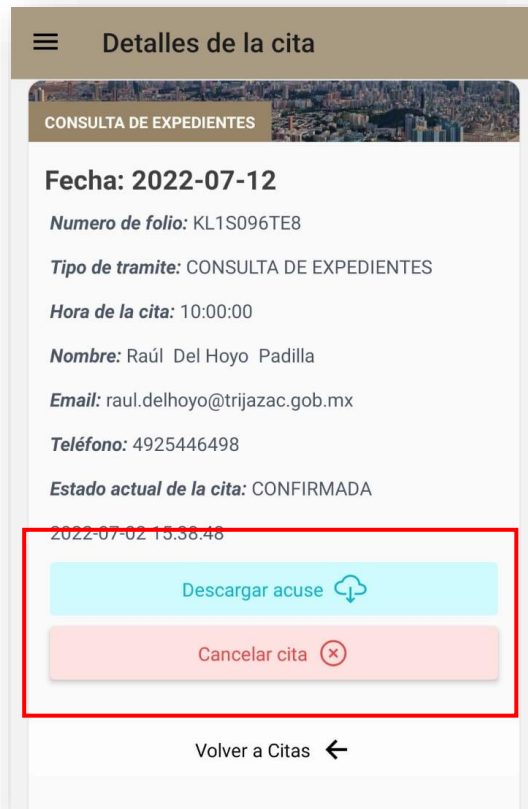 Detalles de la cita
CONSULTA DE EXPEDIENTES
Fecha: 2022-07-12
Numero de folio: KL1S096TE8
Tipo de tramite: CONSULTA DE EXPEDIENTES
Hora de la cita: 10:00:00
Nombre: Raúl Del Hoyo Padilla
Email: raul.delhoyo@trijazac.gob.mx
Teléfono: 4925446498
Estado actual de la cita: CONFIRMADA
2022-07-02 15:38:48
Descargar acuse
Cancelar cita
Volver a Citas